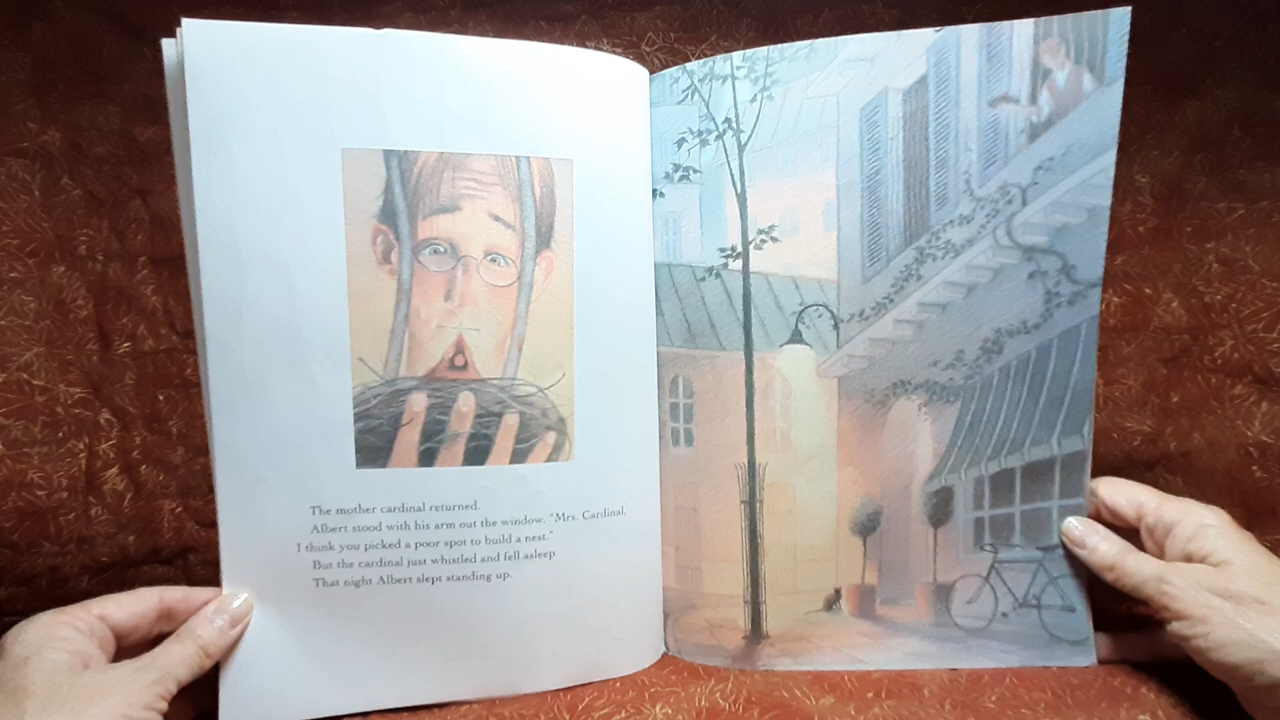 The mother cardinal returned.
Albert stood with his arm out the window. "Mrs. Cardinal,
I think you picked a poor spot to build a nest."
But the cardinal just whistled and fell asleep.
That night Albert slept standing up.